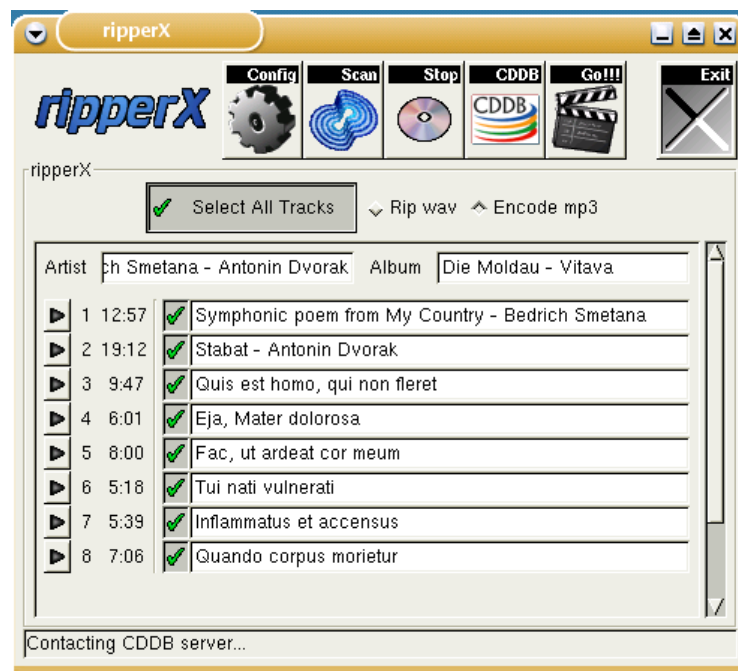 ripperX
ripperX
Config
Scan
Stop
CDDB
CDDB
Go!!!
Exit
ripperX
Select All Tracks
Rip wav
Encode mp3
Artist ch Smetana - Antonin Dvorak Album Die Moldau - Vitava
1 12:57 Symphonic poem from My Country - Bedrich Smetana
2 19:12 Stabat - Antonin Dvorak
3 9:47 Quis est homo, qui non fleret
4 6:01 Eja, Mater dolorosa
5 8:00 Fac, ut ardeat cor meum
6 5:18 Tui nati vulnerati
7 5:39 Inflammatus et accensus
8 7:06 Quando corpus morietur
Contacting CDDB server...